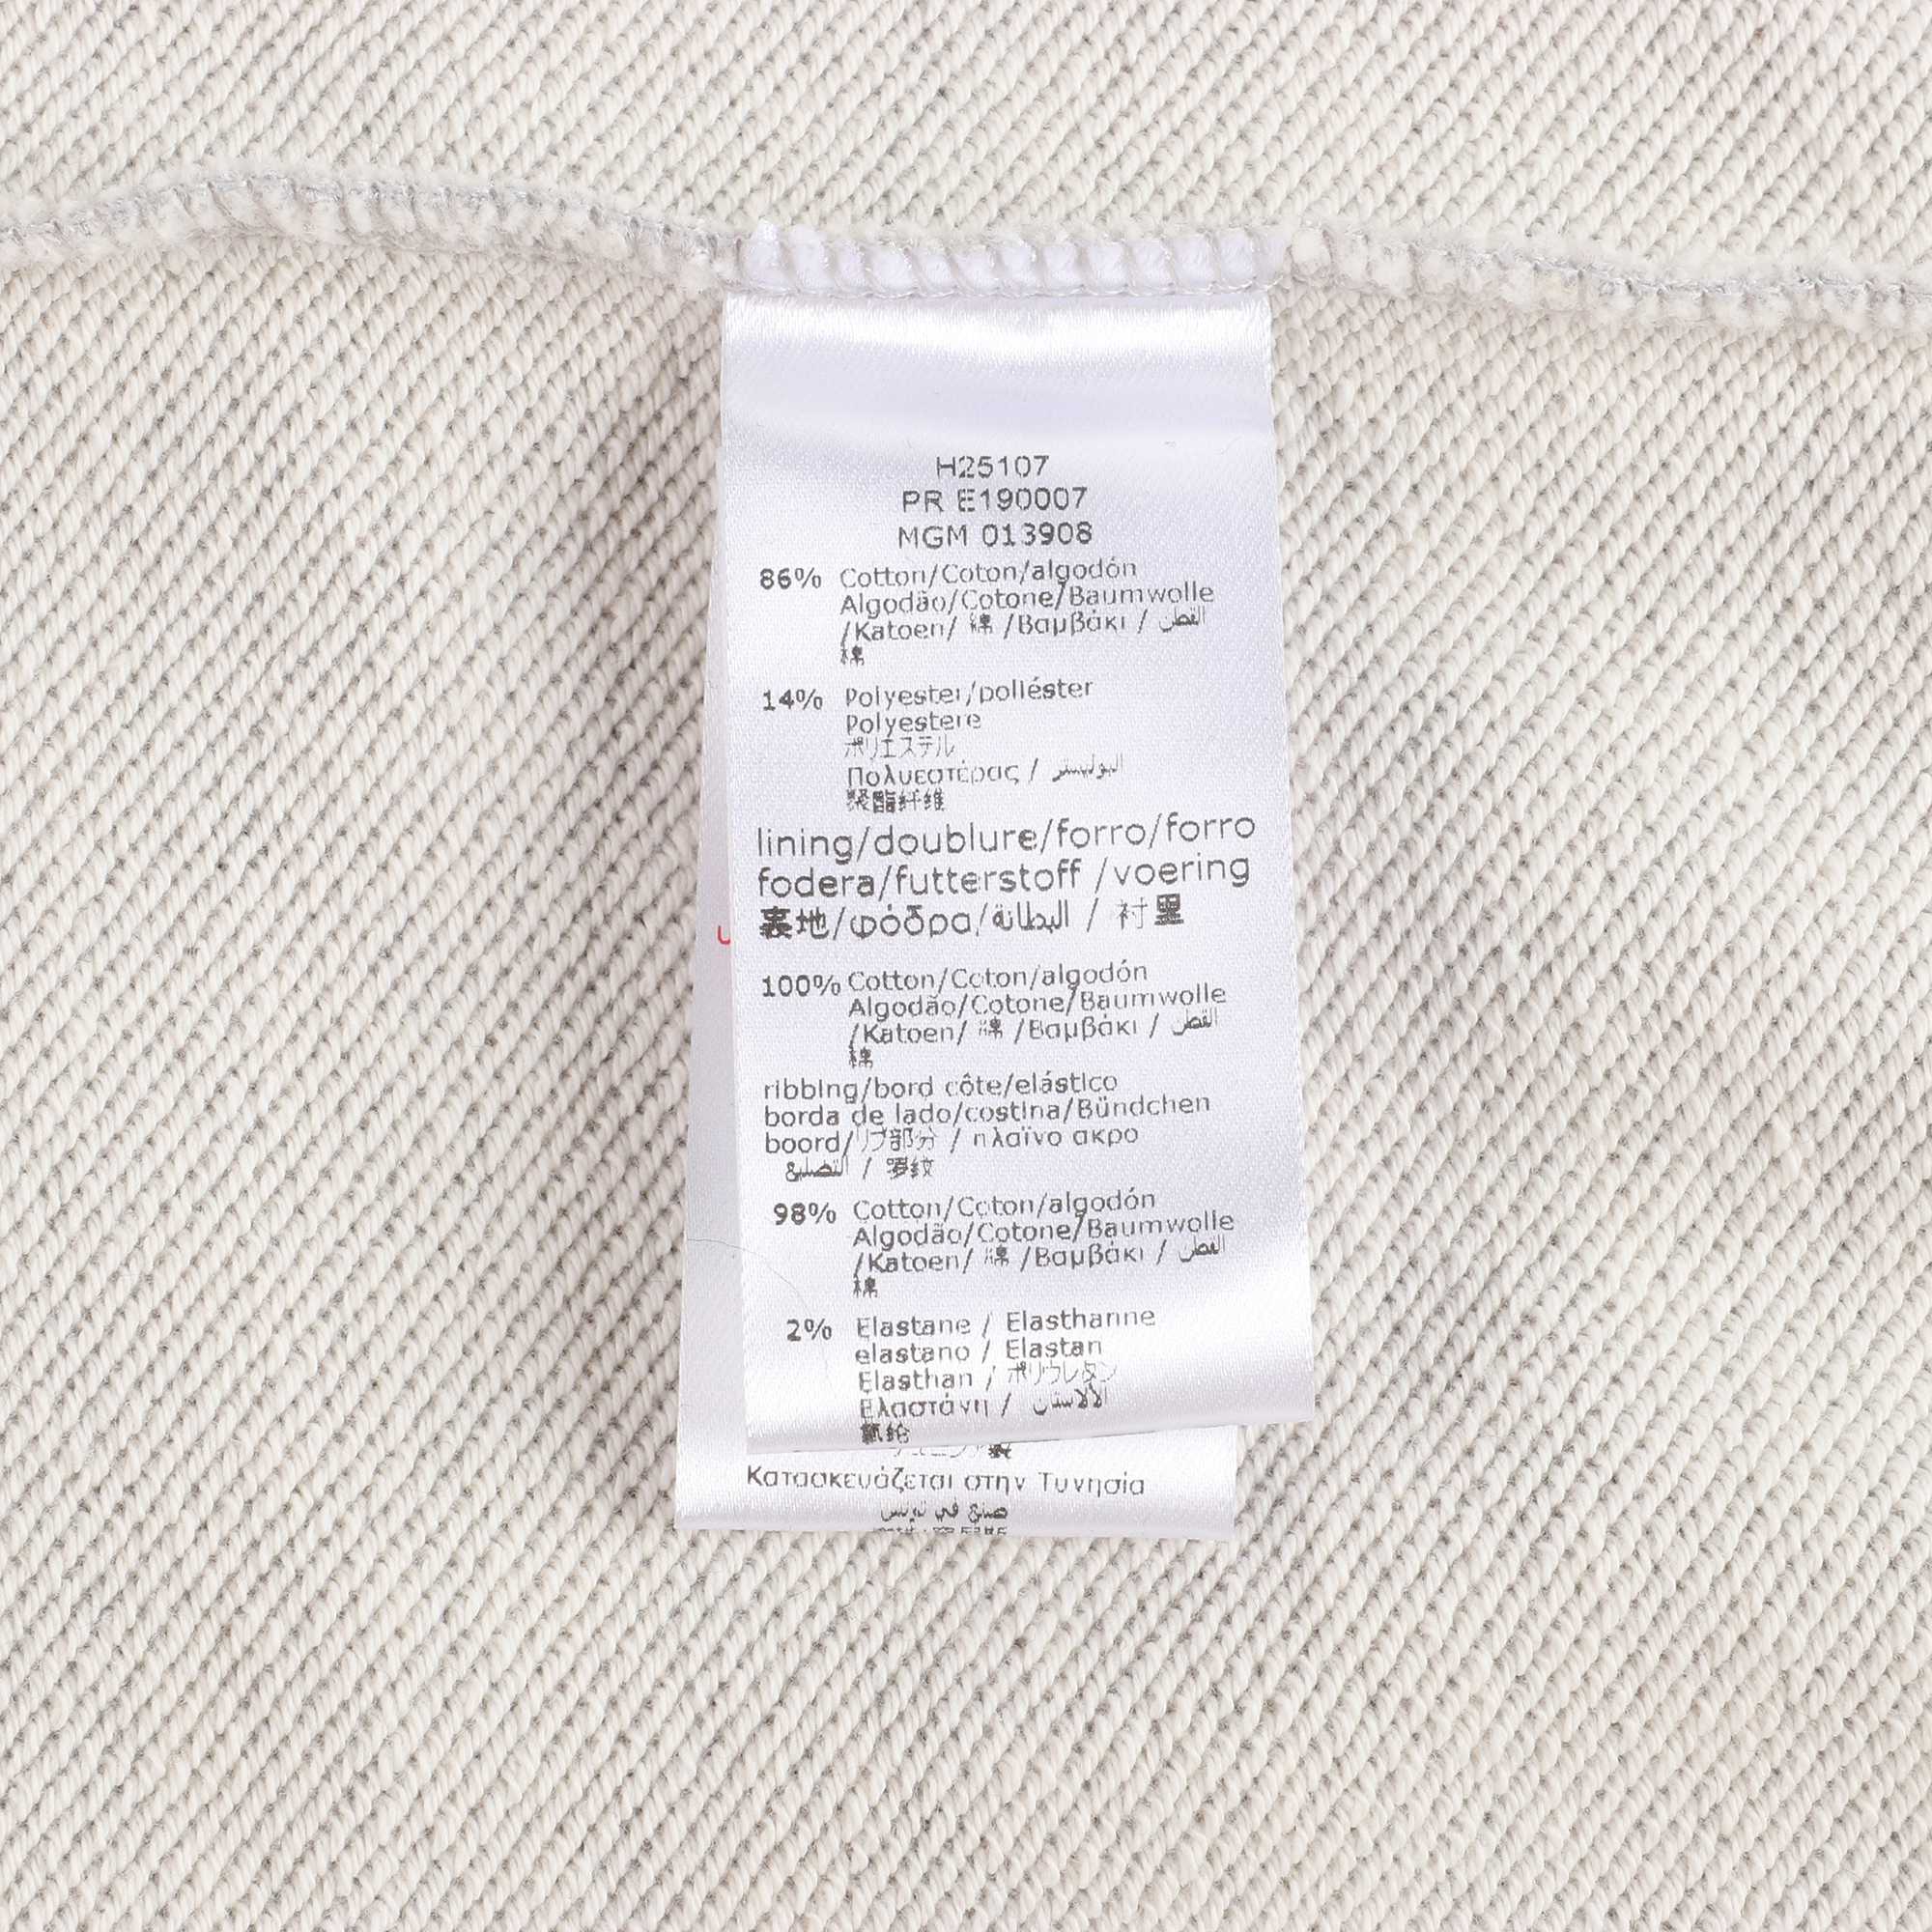 H25107
PR E190007
MGM 013908
86% Cotton/Coton/algodón
Algodão/Cotone/Baumwolle
/Katoen/ 綿 /Βαμβάκι / القطن
棉
14% Polyester/poliéster
Polyestere
ポリエステル
Πολυεστέρας / البوليستر
聚酯纤维
lining/doublure/forro/forro
fodera/futterstoff /voering
裏地/φόδρα/البطانة / 衬里
100% Cotton/Coton/algodón
Algodão/Cotone/Baumwolle
/Katoen/ 綿 /Βαμβάκι / القطن
棉
ribbing/bord côte/elástico
borda de lado/costina/Bündchen
boord/リブ部分 / πλαϊνο ακρο
التضليع / 罗纹
98% Cotton/Coton/algodón
Algodão/Cotone/Baumwolle
/Katoen/ 綿 /Βαμβάκι / القطن
棉
2% Elastane / Elasthanne
elastano / Elastan
Elasthan / ポリウレタン
Ελαστάνη / الالاستان
氨纶
Κατασκευάζεται στην Τυνησία
صنع في تونس